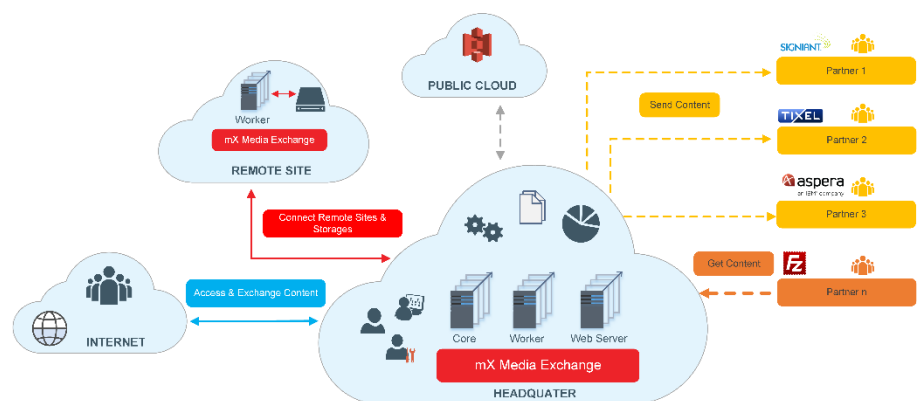 SIGNIANT
Partner 1
PUBLIC CLOUD
Send Content
Worker
mX Media Exchange
REMOTE SITE
TIXEL
Partner 2
aspera
an IBM company
Partner 3
Connect Remote Sites &
Storages
Get Content
FZ
Partner n
Access & Exchange Content
INTERNET
Core
Worker
Web Server
mX Media Exchange
HEADQUATER